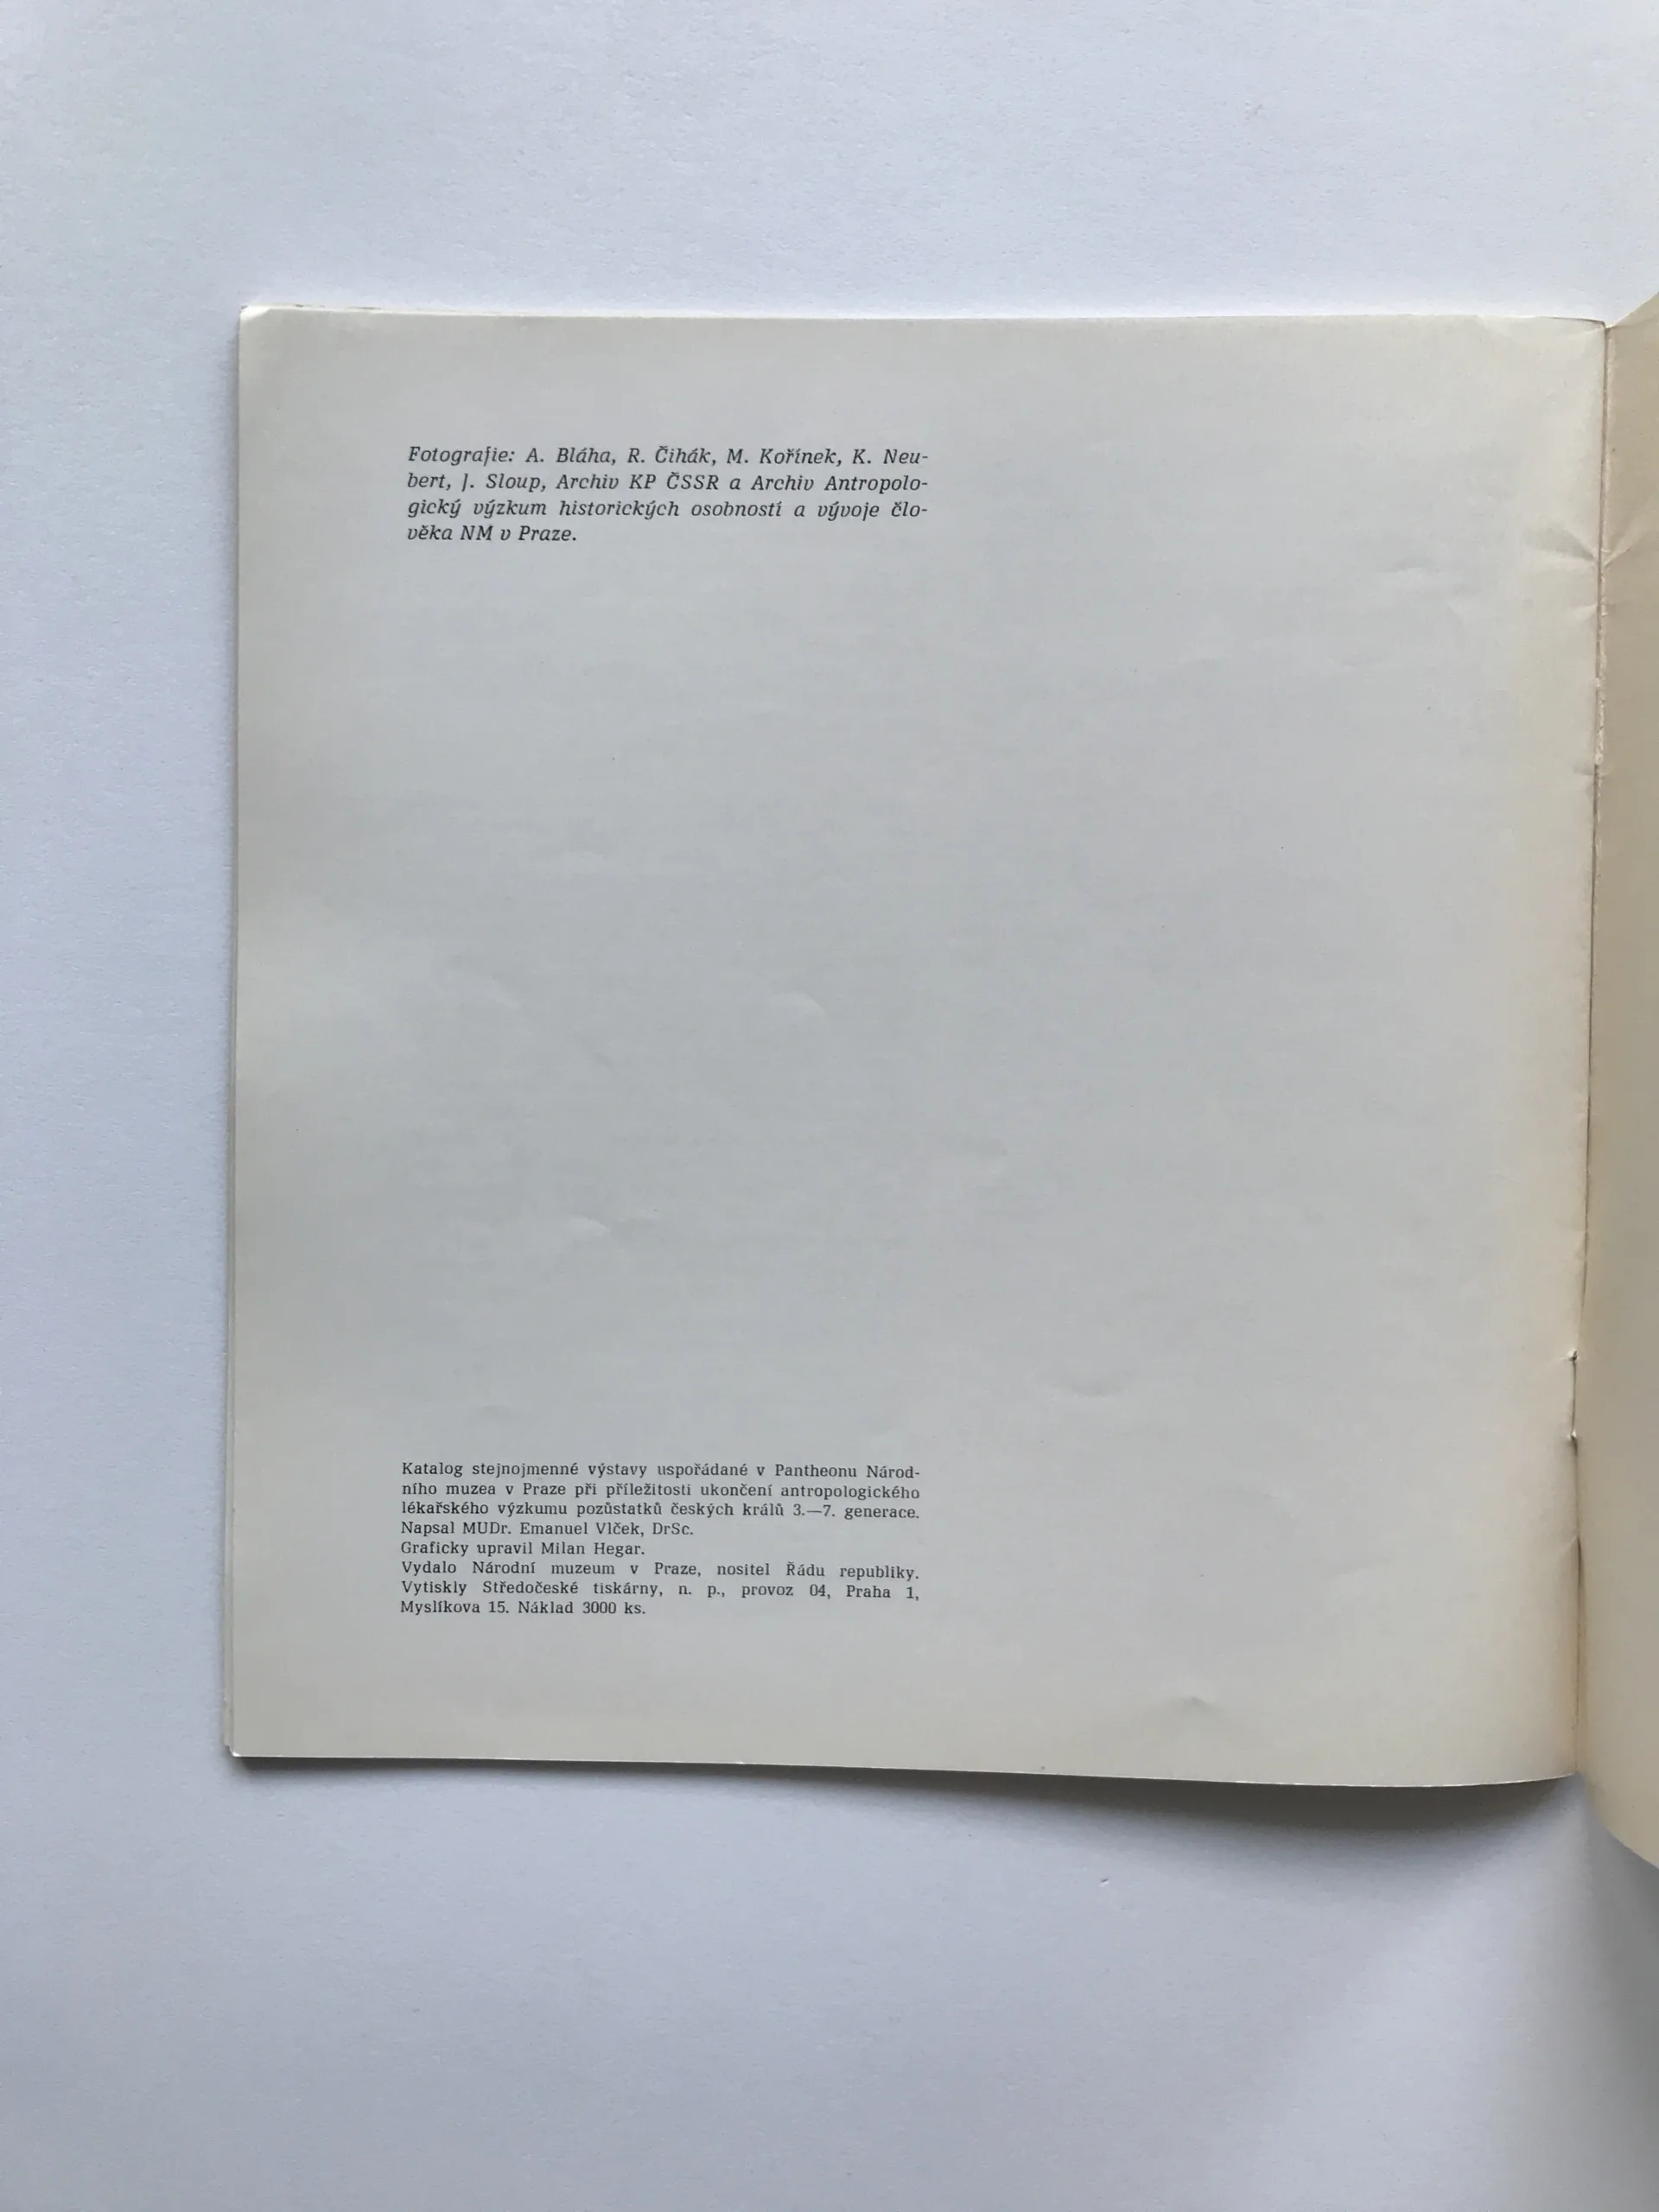 Fotografie: A. Bláha, R. Čihák, M. Kořínek, K. Neu-
bert, J. Sloup, Archiv KP ČSSR a Archiv Antropolo-
gický výzkum historických osobností a vývoje člo-
věka NM v Praze.
Katalog stejnojmenné výstavy uspořádané v Pantheonu Národ-
ního muzea v Praze při příležitosti ukončení antropologického
lékařského výzkumu pozůstatků českých králů 3.—7. generace.
Napsal MUDr. Emanuel Vlček, DrSc.
Graficky upravil Milan Hegar.
Vydalo Národní muzeum v Praze, nositel Řádu republiky.
Vytiskly Středočeské tiskárny, n. p., provoz 04, Praha 1,
Myslíkova 15. Náklad 3000 ks.